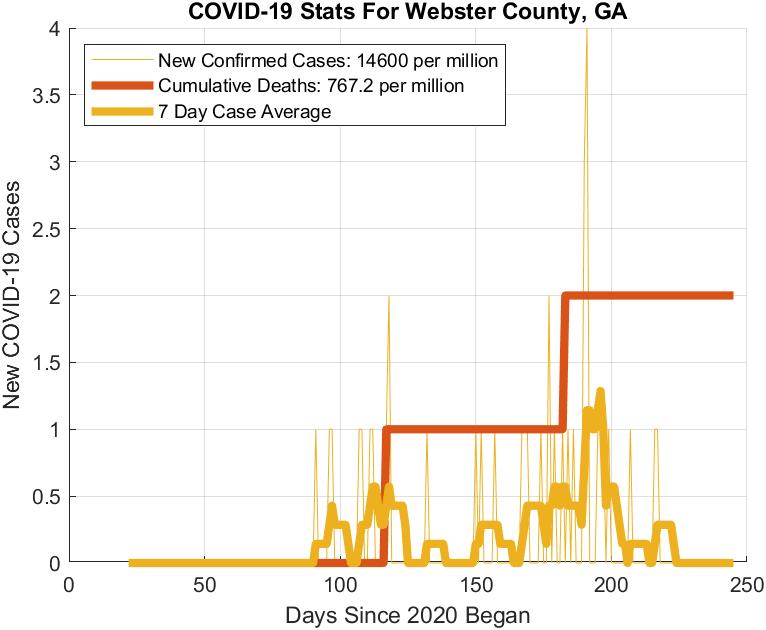 COVID-19 Stats For Webster County, GA
New Confirmed Cases: 14600 per million
Cumulative Deaths: 767.2 per million
7 Day Case Average
New COVID-19 Cases
4
3.5
3
2.5
2
1.5
1
0.5
0
0 50 100 150 200 250
Days Since 2020 Began